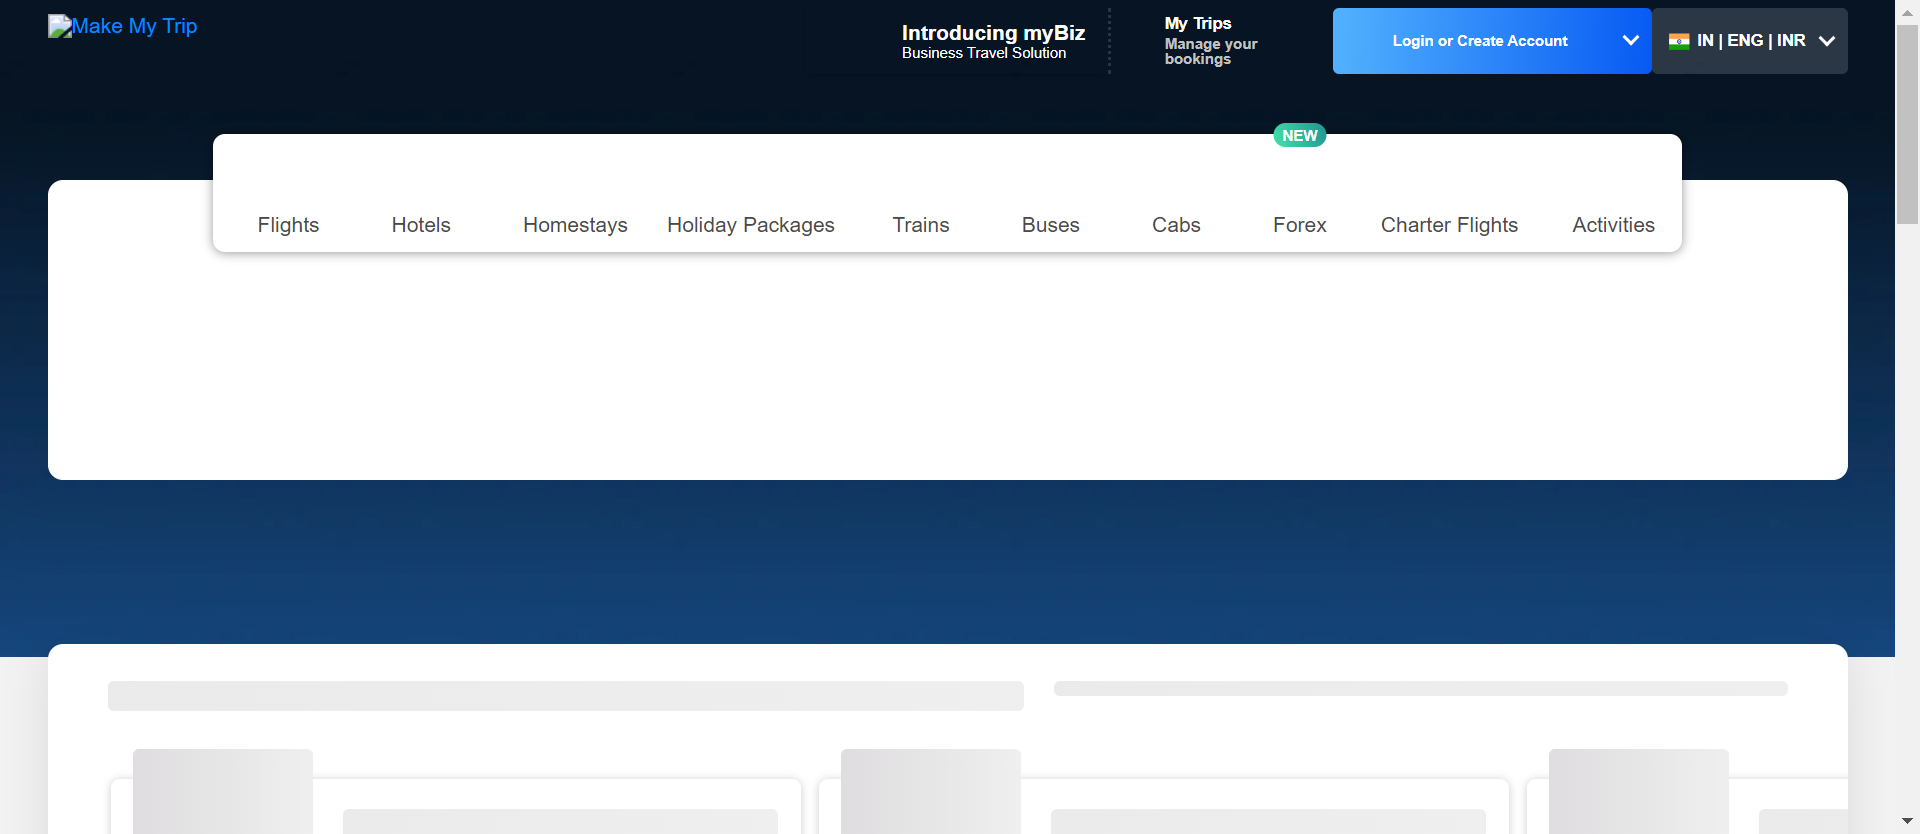 Make My Trip
Introducing myBiz
Business Travel Solution
My Trips
Manage your
bookings
Login or Create Account
IN | ENG | INR
NEW
Flights
Hotels
Homestays
Holiday Packages
Trains
Buses
Cabs
Forex
Charter Flights
Activities